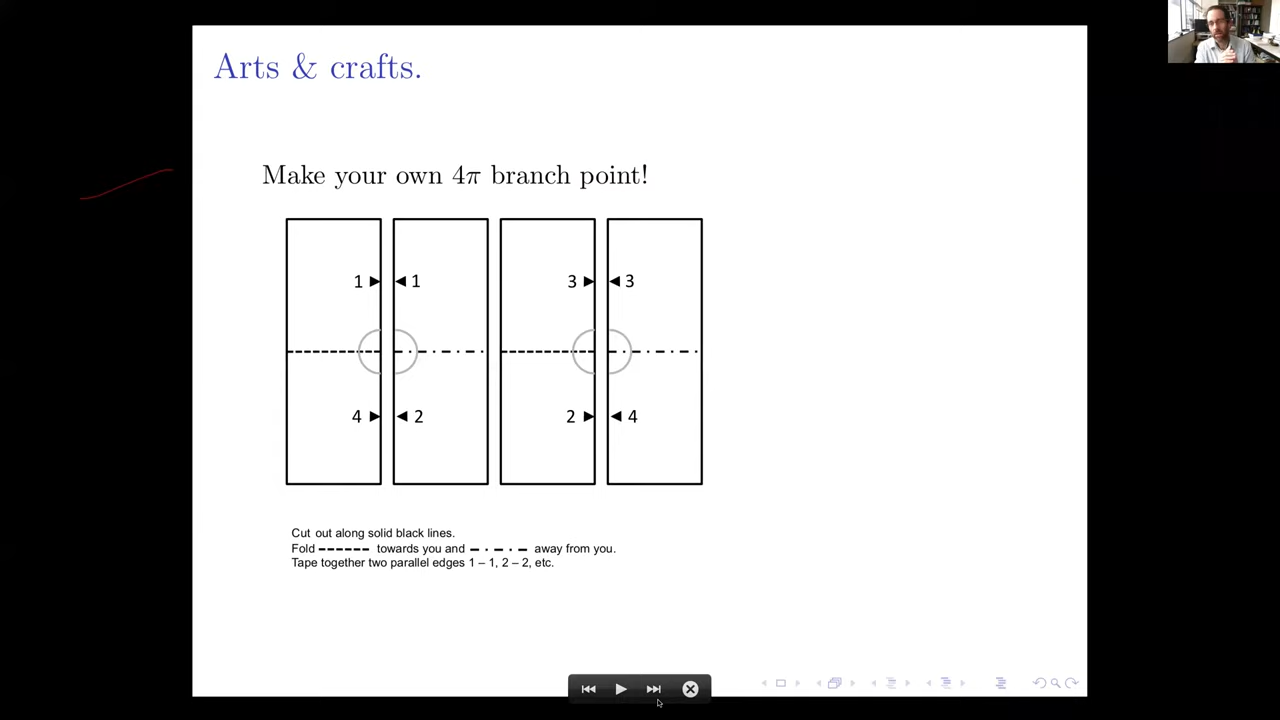 Arts & crafts.
Make your own 4π branch point!
1 ▶ ◀ 1 3 ▶ ◀ 3
4 ▶ ◀ 2 2 ▶ ◀ 4
Cut out along solid black lines.
Fold ------ towards you and - · - · - away from you.
Tape together two parallel edges 1 – 1, 2 – 2, etc.